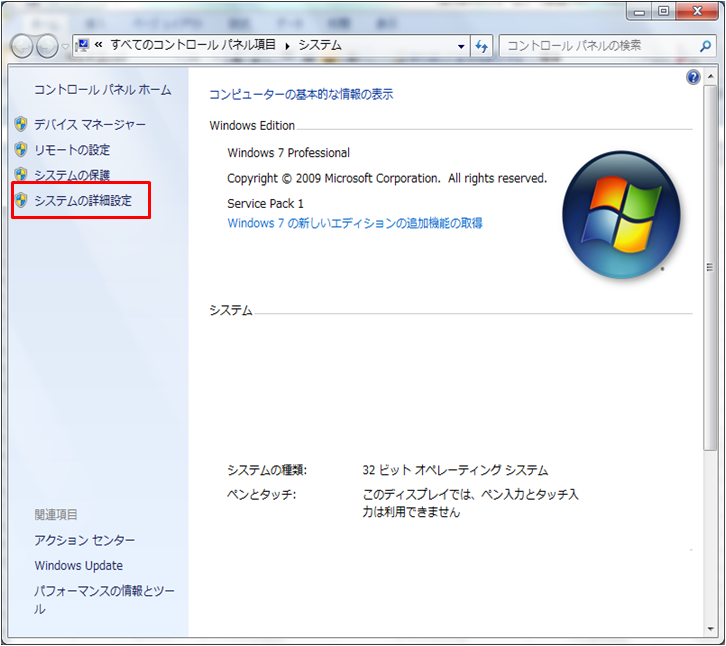 « すべてのコントロール パネル項目 ▸ システム
コントロール パネルの検索
コントロール パネル ホーム
デバイス マネージャー
リモートの設定
システムの保護
システムの詳細設定
コンピューターの基本的な情報の表示
Windows Edition
Windows 7 Professional
Copyright © 2009 Microsoft Corporation. All rights reserved.
Service Pack 1
Windows 7 の新しいエディションの追加機能の取得
システム
システムの種類: 32 ビット オペレーティング システム
ペンとタッチ: このディスプレイでは、ペン入力とタッチ入
力は利用できません
関連項目
アクション センター
Windows Update
パフォーマンスの情報とツー
ル